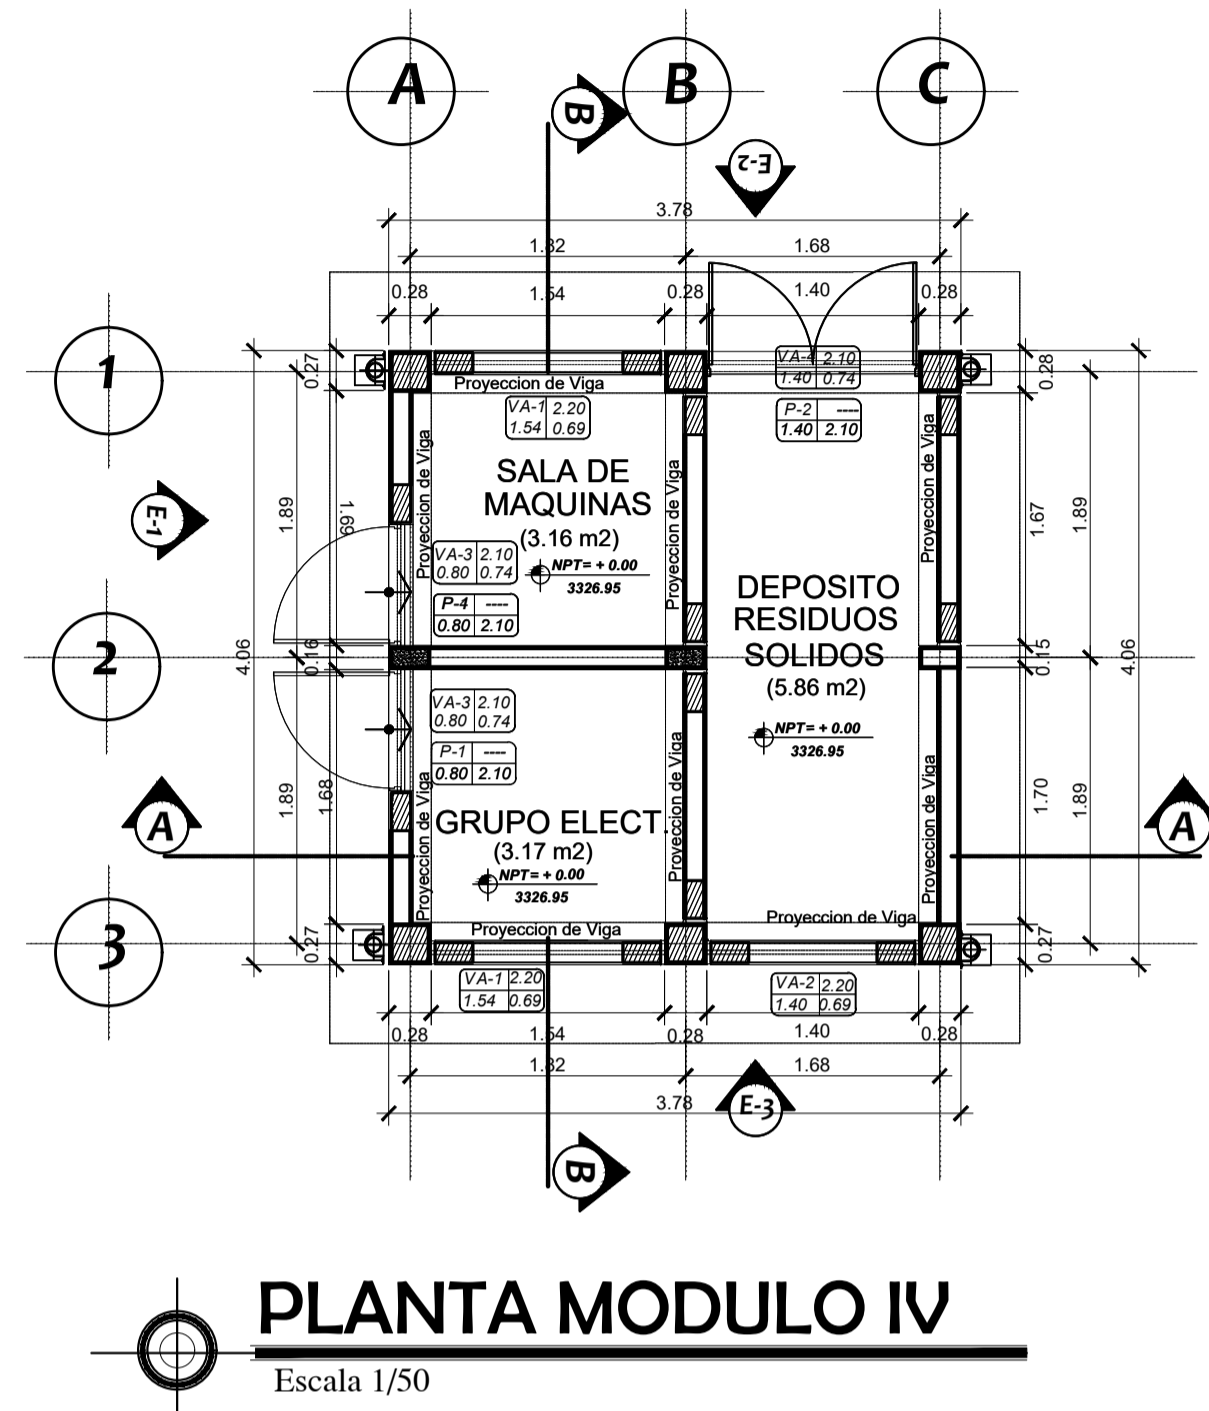 A
B
C
B
E-2
3.78
1.82
1.68
0.28
1.54
0.28
1.40
0.28
1
0.27
0.28
Proyeccion de Viga
VA-4 2.10
1.40 0.74
VA-1 2.20
1.54 0.69
P-2 ----
1.40 2.10
Proyeccion de Viga
Proyeccion de Viga
Proyeccion de Viga
SALA DE
MAQUINAS
(3.16 m2)
NPT= + 0.00
3326.95
E-1
1.89
1.69
1.67
1.89
VA-3 2.10
0.80 0.74
P-4 ----
0.80 2.10
DEPOSITO
RESIDUOS
SOLIDOS
(5.86 m2)
NPT= + 0.00
3326.95
2
4.06
0.16
0.15
4.06
VA-3 2.10
0.80 0.74
P-1 ----
0.80 2.10
1.89
1.68
1.70
1.89
Proyeccion de Viga
Proyeccion de Viga
Proyeccion de Viga
A
A
GRUPO ELECT.
(3.17 m2)
NPT= + 0.00
3326.95
3
0.27
0.27
Proyeccion de Viga
Proyeccion de Viga
VA-1 2.20
1.54 0.69
VA-2 2.20
1.40 0.69
0.28
1.54
0.28
1.40
0.28
1.82
1.68
3.78
E-3
B
PLANTA MODULO IV
Escala 1/50